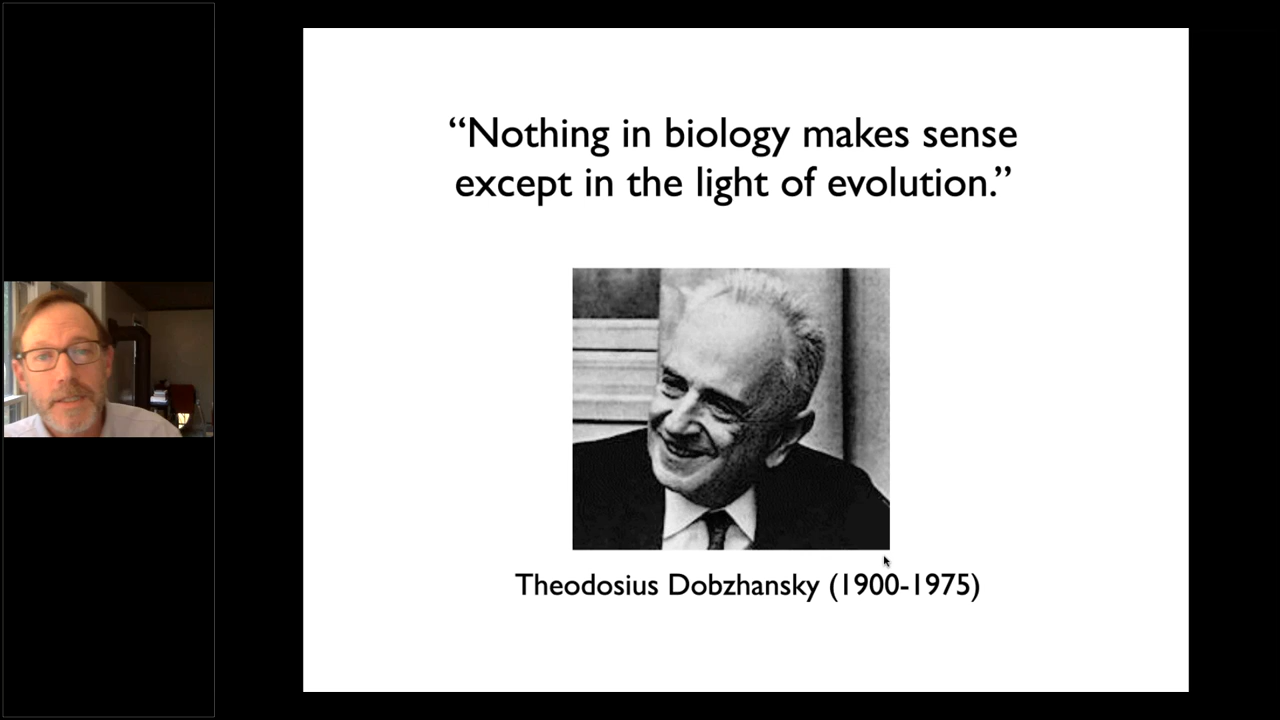 “Nothing in biology makes sense
except in the light of evolution.”
Theodosius Dobzhansky (1900-1975)